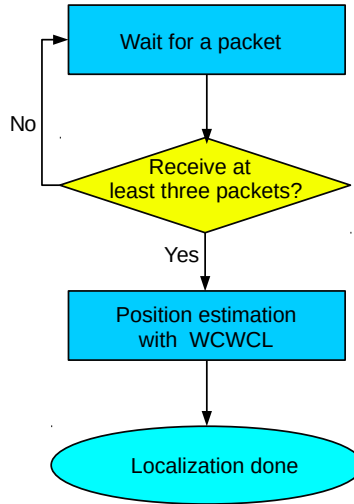 Wait for a packet
No
Receive at
least three packets?
Yes
Position estimation
with WCWCL
Localization done